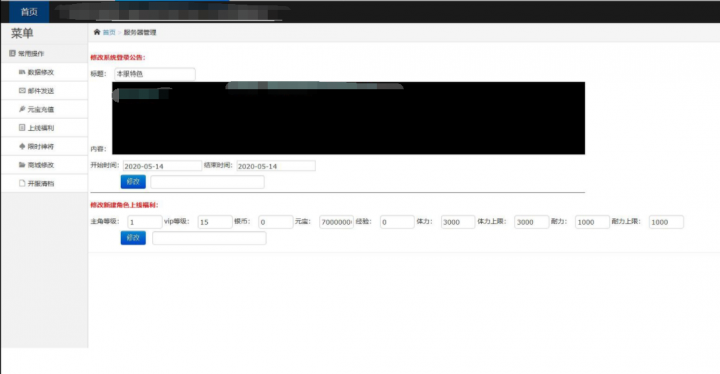 首页
菜单
首页 > 服务器管理
常用操作
数据修改
邮件发送
元宝充值
上线福利
限时神将
商城修改
开服清档
修改系统登录公告:
标题: 本服特色
内容:
开始时间: 2020-05-14 结束时间: 2020-05-14
修改
修改新建角色上线福利:
主角等级: 1 vip等级: 15 银币: 0 元宝: 7000000 经验: 0 体力: 3000 体力上限: 3000 耐力: 1000 耐力上限: 1000
修改